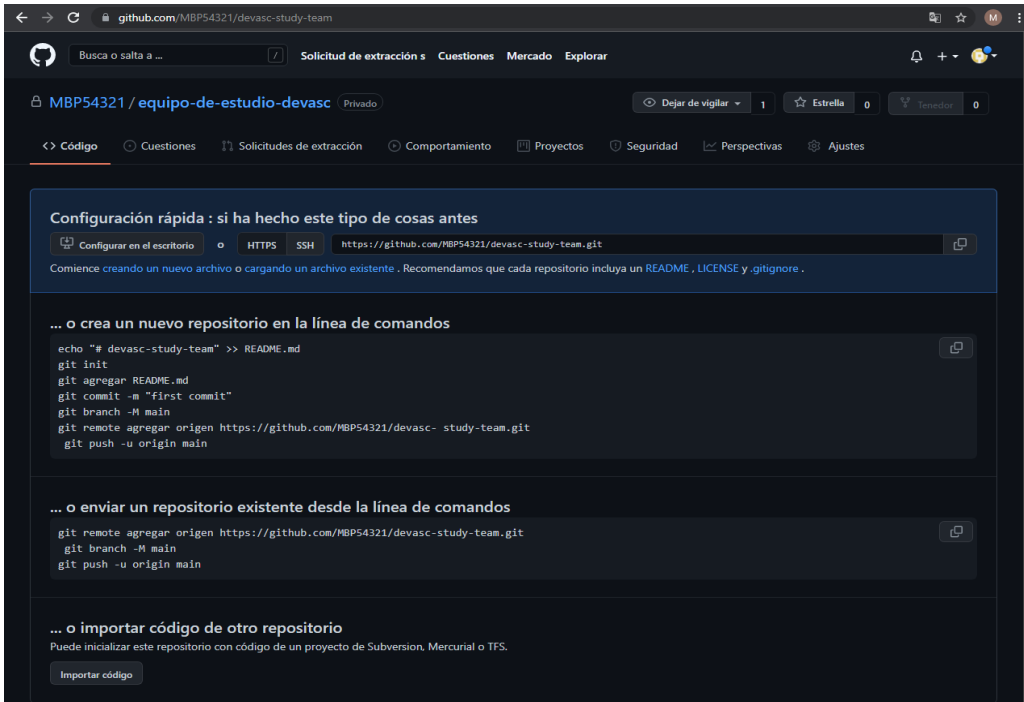 github.com/MBP54321/devasc-study-team M
Busca o salta a ... / Solicitud de extracción s Cuestiones Mercado Explorar
MBP54321 / equipo-de-estudio-devasc Privado Dejar de vigilar 1 Estrella 0 Tenedor 0
Código Cuestiones Solicitudes de extracción Comportamiento Proyectos Seguridad Perspectivas Ajustes
Configuración rápida : si ha hecho este tipo de cosas antes
Configurar en el escritorio o HTTPS SSH https://github.com/MBP54321/devasc-study-team.git
Comience creando un nuevo archivo o cargando un archivo existente . Recomendamos que cada repositorio incluya un README , LICENSE y .gitignore .
... o crea un nuevo repositorio en la línea de comandos
echo "# devasc-study-team" >> README.md
git init
git agregar README.md
git commit -m "first commit"
git branch -M main
git remote agregar origen https://github.com/MBP54321/devasc- study-team.git
git push -u origin main
... o enviar un repositorio existente desde la línea de comandos
git remote agregar origen https://github.com/MBP54321/devasc-study-team.git
git branch -M main
git push -u origin main
... o importar código de otro repositorio
Puede inicializar este repositorio con código de un proyecto de Subversion, Mercurial o TFS.
Importar código